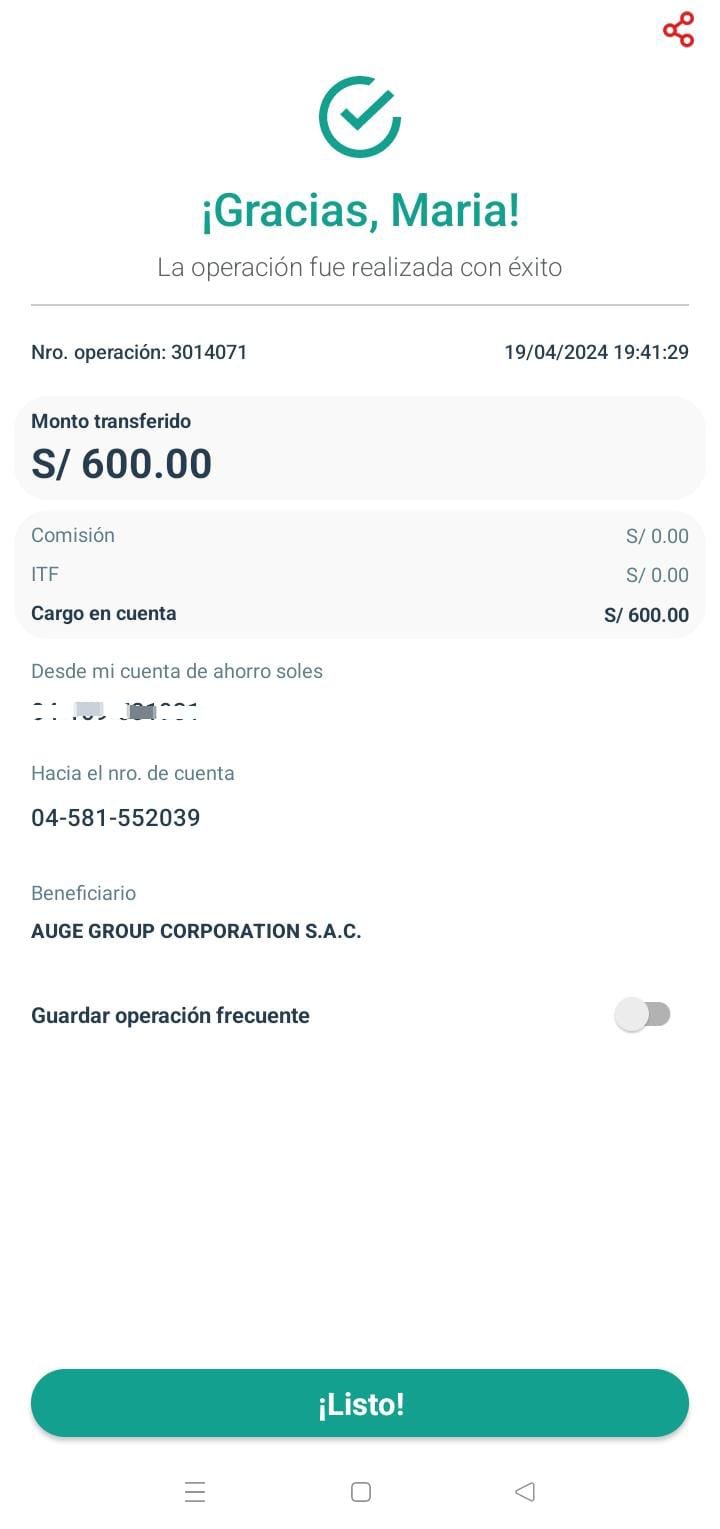 ¡Gracias, Maria!
La operación fue realizada con éxito
Nro. operación: 3014071 19/04/2024 19:41:29
Monto transferido
S/ 600.00
Comisión S/ 0.00
ITF S/ 0.00
Cargo en cuenta S/ 600.00
Desde mi cuenta de ahorro soles
Hacia el nro. de cuenta
04-581-552039
Beneficiario
AUGE GROUP CORPORATION S.A.C.
Guardar operación frecuente
¡Listo!